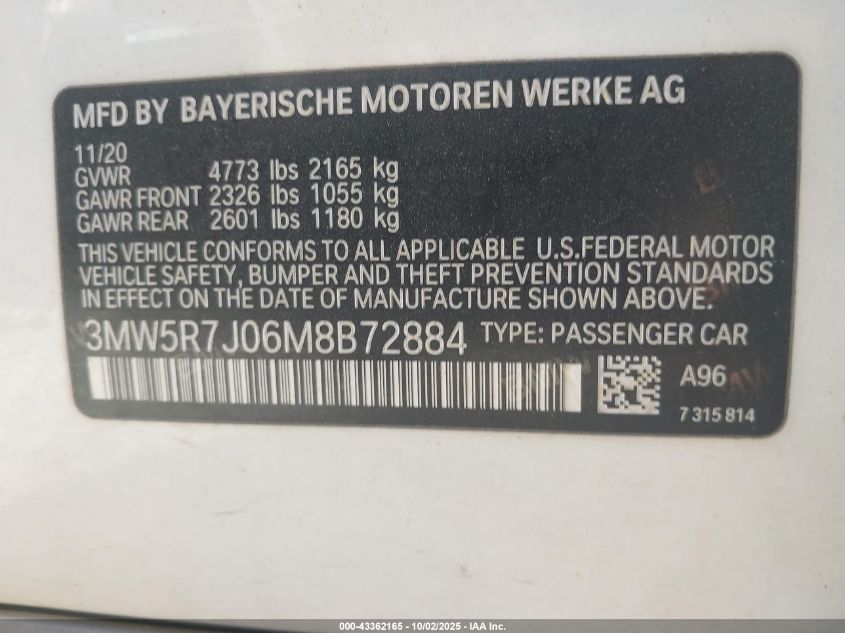 MFD BY BAYERISCHE MOTOREN WERKE AG
11/20
GVWR 4773 lbs 2165 kg
GAWR FRONT 2326 lbs 1055 kg
GAWR REAR 2601 lbs 1180 kg
THIS VEHICLE CONFORMS TO ALL APPLICABLE U.S.FEDERAL MOTOR
VEHICLE SAFETY, BUMPER AND THEFT PREVENTION STANDARDS
IN EFFECT ON THE DATE OF MANUFACTURE SHOWN ABOVE.
3MW5R7J06M8B72884 TYPE: PASSENGER CAR
A96
7 315 814
000-43362165 - 10/02/2025 - IAA Inc.